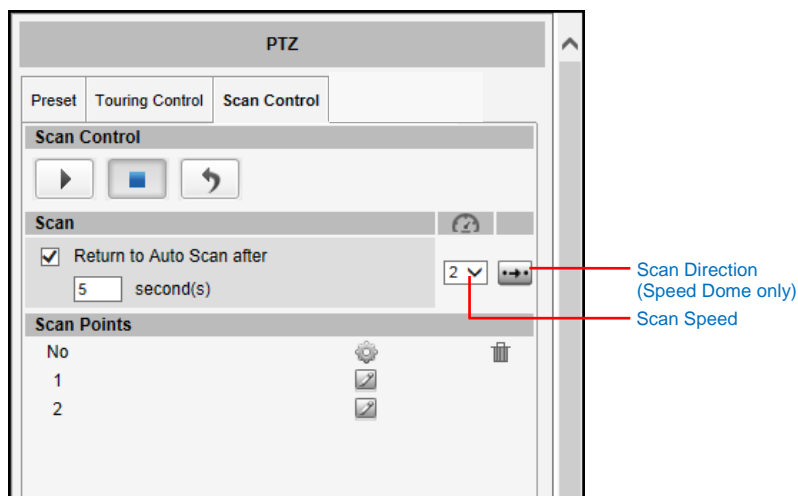 PTZ
Preset Touring Control Scan Control
Scan Control
Scan
Return to Auto Scan after
5 second(s)
2
Scan Direction
(Speed Dome only)
Scan Speed
Scan Points
No
1
2